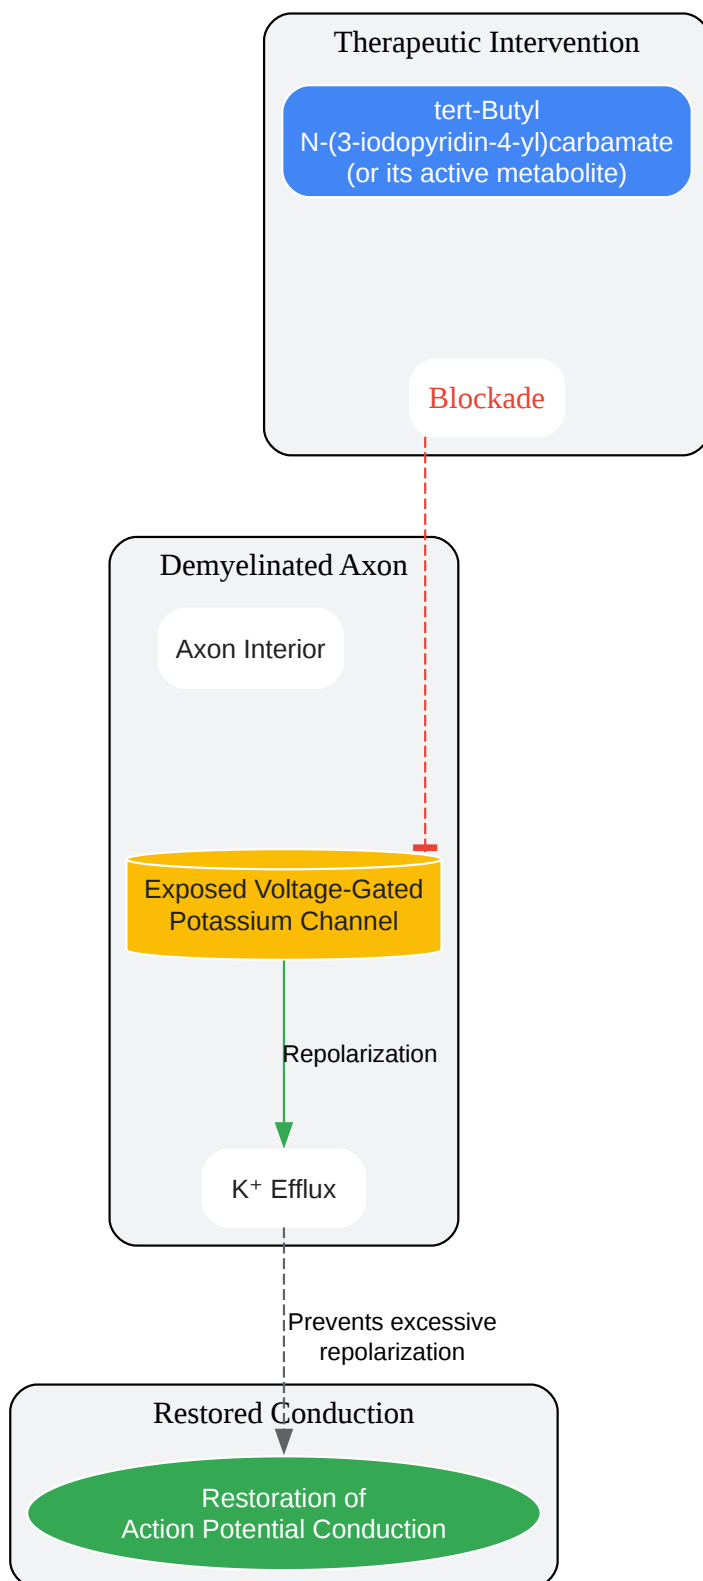 Therapeutic Intervention
tert-Butyl
N-(3-iodopyridin-4-yl)carbamate
(or its active metabolite)
Blockade
Demyelinated Axon
Axon Interior
Exposed Voltage-Gated
Potassium Channel
Repolarization
K⁺ Efflux
Prevents excessive
repolarization
Restored Conduction
Restoration of
Action Potential Conduction